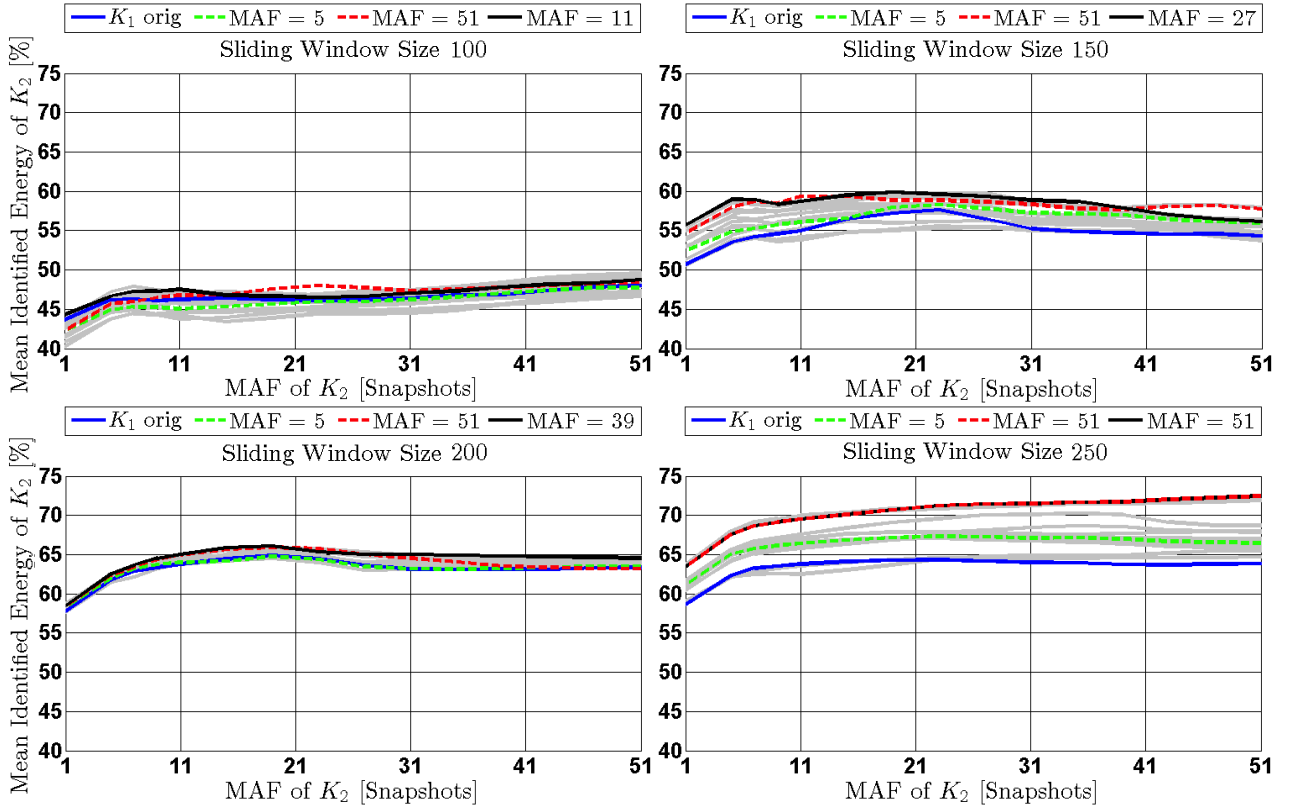 K₁ orig MAF = 5 MAF = 51 MAF = 11
Sliding Window Size 100
Mean Identified Energy of K₂ [%]
75
70
65
60
55
50
45
40
1 11 21 31 41 51
MAF of K₂ [Snapshots]
K₁ orig MAF = 5 MAF = 51 MAF = 27
Sliding Window Size 150
75
70
65
60
55
50
45
40
1 11 21 31 41 51
MAF of K₂ [Snapshots]
K₁ orig MAF = 5 MAF = 51 MAF = 39
Sliding Window Size 200
Mean Identified Energy of K₂ [%]
75
70
65
60
55
50
45
40
1 11 21 31 41 51
MAF of K₂ [Snapshots]
K₁ orig MAF = 5 MAF = 51 MAF = 51
Sliding Window Size 250
75
70
65
60
55
50
45
40
1 11 21 31 41 51
MAF of K₂ [Snapshots]